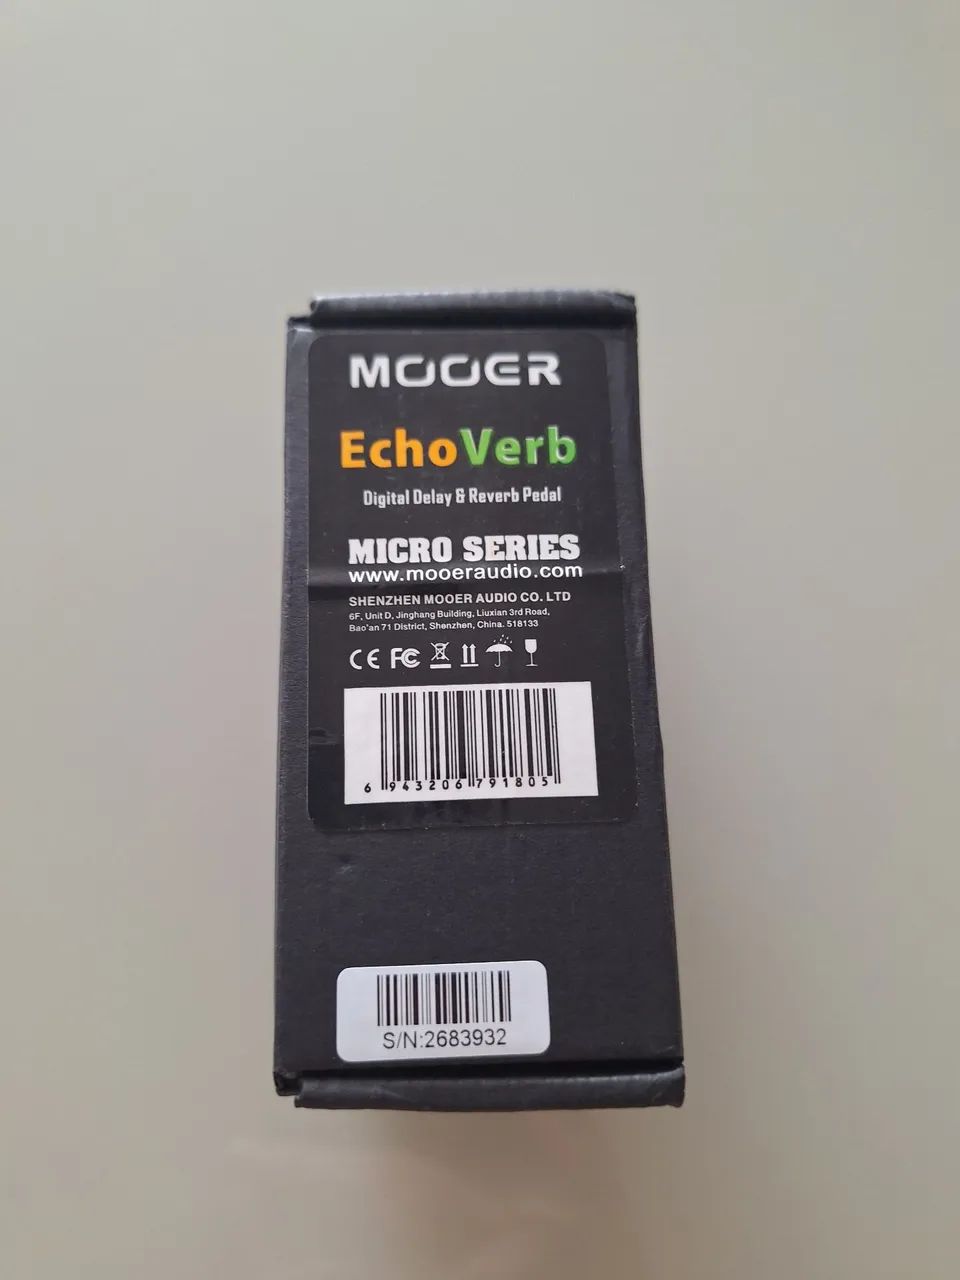 MOOER
EchoVerb
Digital Delay & Reverb Pedal
MICRO SERIES
www.mooeraudio.com
SHENZHEN MOOER AUDIO CO. LTD
6F, Unit D, Jinghang Building, Liuxian 3rd Road,
Bao'an 71 District, Shenzhen, China. 518133
CE FC
6 943206 791805
S/N:2683932